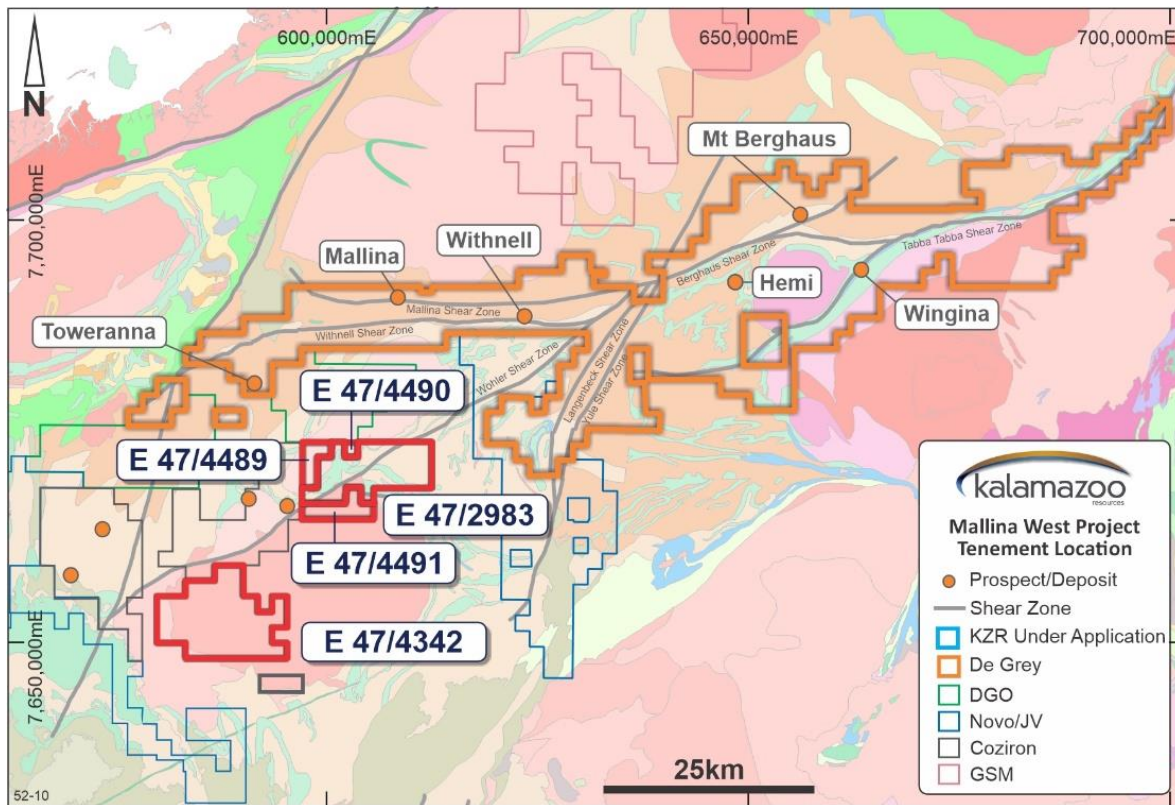 600,000mE
650,000mE
700,000mE
N
7,700,000mN
7,650,000mN
Mt Berghaus
Withnell
Mallina
Hemi
Wingina
Toweranna
Tabba Tabba Shear Zone
Berghaus Shear Zone
Mallina Shear Zone
Withnell Shear Zone
Wohler Shear Zone
Langenbeck Shear Zone
Yule Shear Zone
E 47/4490
E 47/4489
E 47/2983
E 47/4491
E 47/4342
kalamazoo
resources
Mallina West Project
Tenement Location
Prospect/Deposit
Shear Zone
KZR Under Application
De Grey
DGO
Novo/JV
Coziron
GSM
25km
52-10